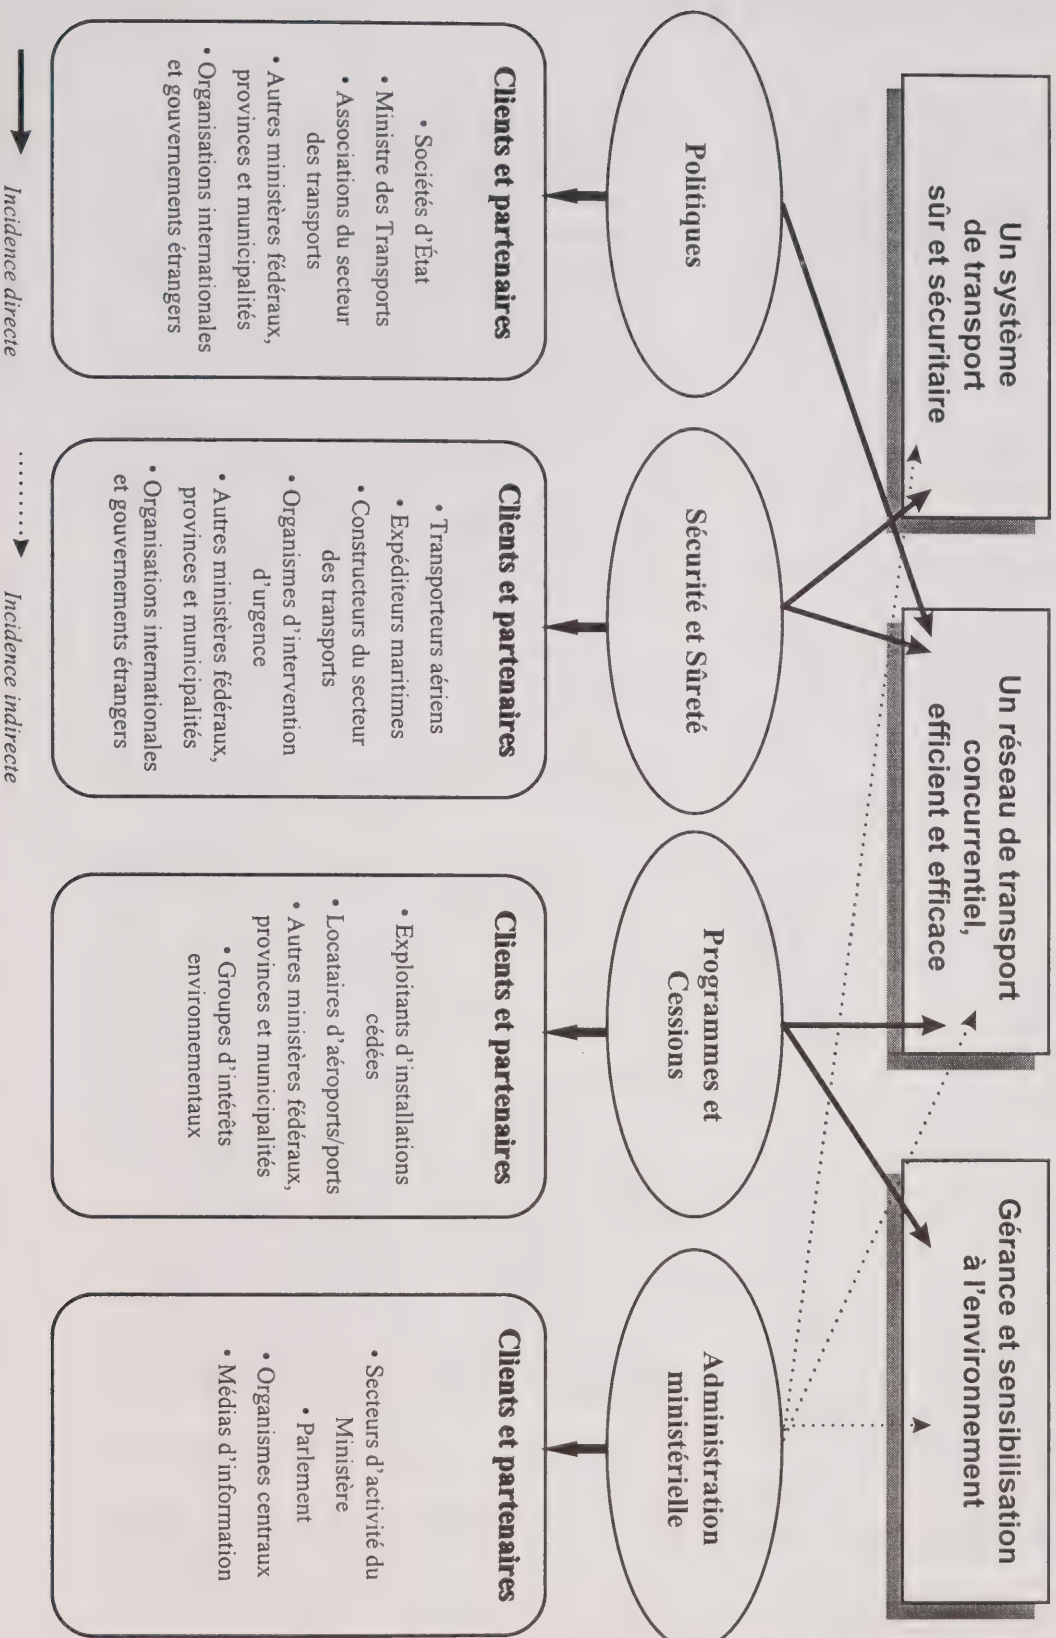 Un système
de transport
sûr et sécuritaire
Un réseau de transport
concurrentiel,
efficient et efficace
Gérance et sensibilisation
à l'environnement
Politiques
Sécurité et Sûreté
Programmes et
Cessions
Administration
ministérielle
Clients et partenaires
• Sociétés d'État
• Ministre des Transports
• Associations du secteur
des transports
• Autres ministères fédéraux,
provinces et municipalités
• Organisations internationales
et gouvernements étrangers
Clients et partenaires
• Transporteurs aériens
• Expéditeurs maritimes
• Constructeurs du secteur
des transports
• Organismes d'intervention
d'urgence
• Autres ministères fédéraux,
provinces et municipalités
• Organisations internationales
et gouvernements étrangers
Clients et partenaires
• Exploitants d'installations
cédées
• Locataires d'aéroports/ports
• Autres ministères fédéraux,
provinces et municipalités
• Groupes d'intérêts
environnementaux
Clients et partenaires
• Secteurs d'activité du
Ministère
• Parlement
• Organismes centraux
• Médias d'information
Incidence directe
Incidence indirecte